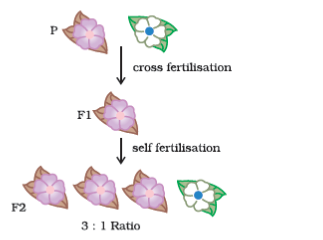 P
cross fertilisation
F1
self fertilisation
F2
3 : 1 Ratio